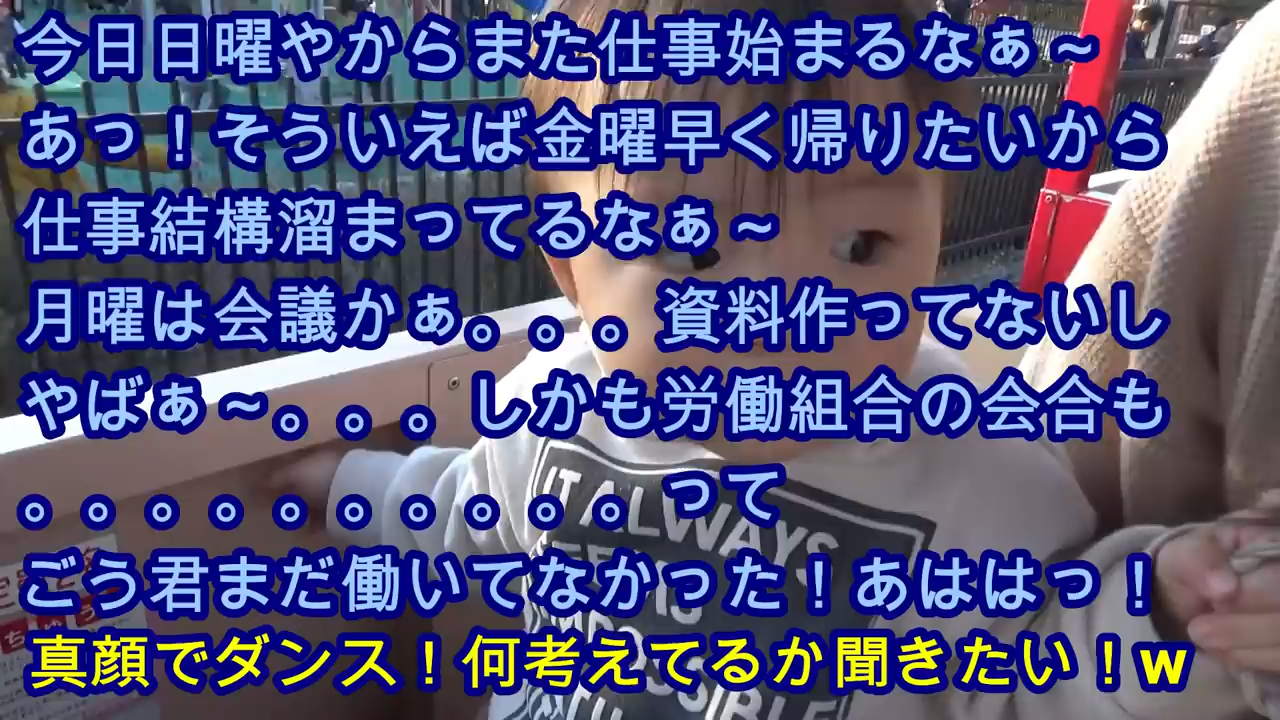 今日日曜やからまた仕事始まるなぁ～
あっ！そういえば金曜早く帰りたいから
仕事結構溜まってるなぁ～
月曜は会議かぁ。。。資料作ってないし
やばぁ～。。。しかも労働組合の会合も
。。。。。。。。。。って
ごう君まだ働いてなかった！あははっ！
真顔でダンス！何考えてるか聞きたい！w
IT ALWAYS
IS
IMPOSSIBLE